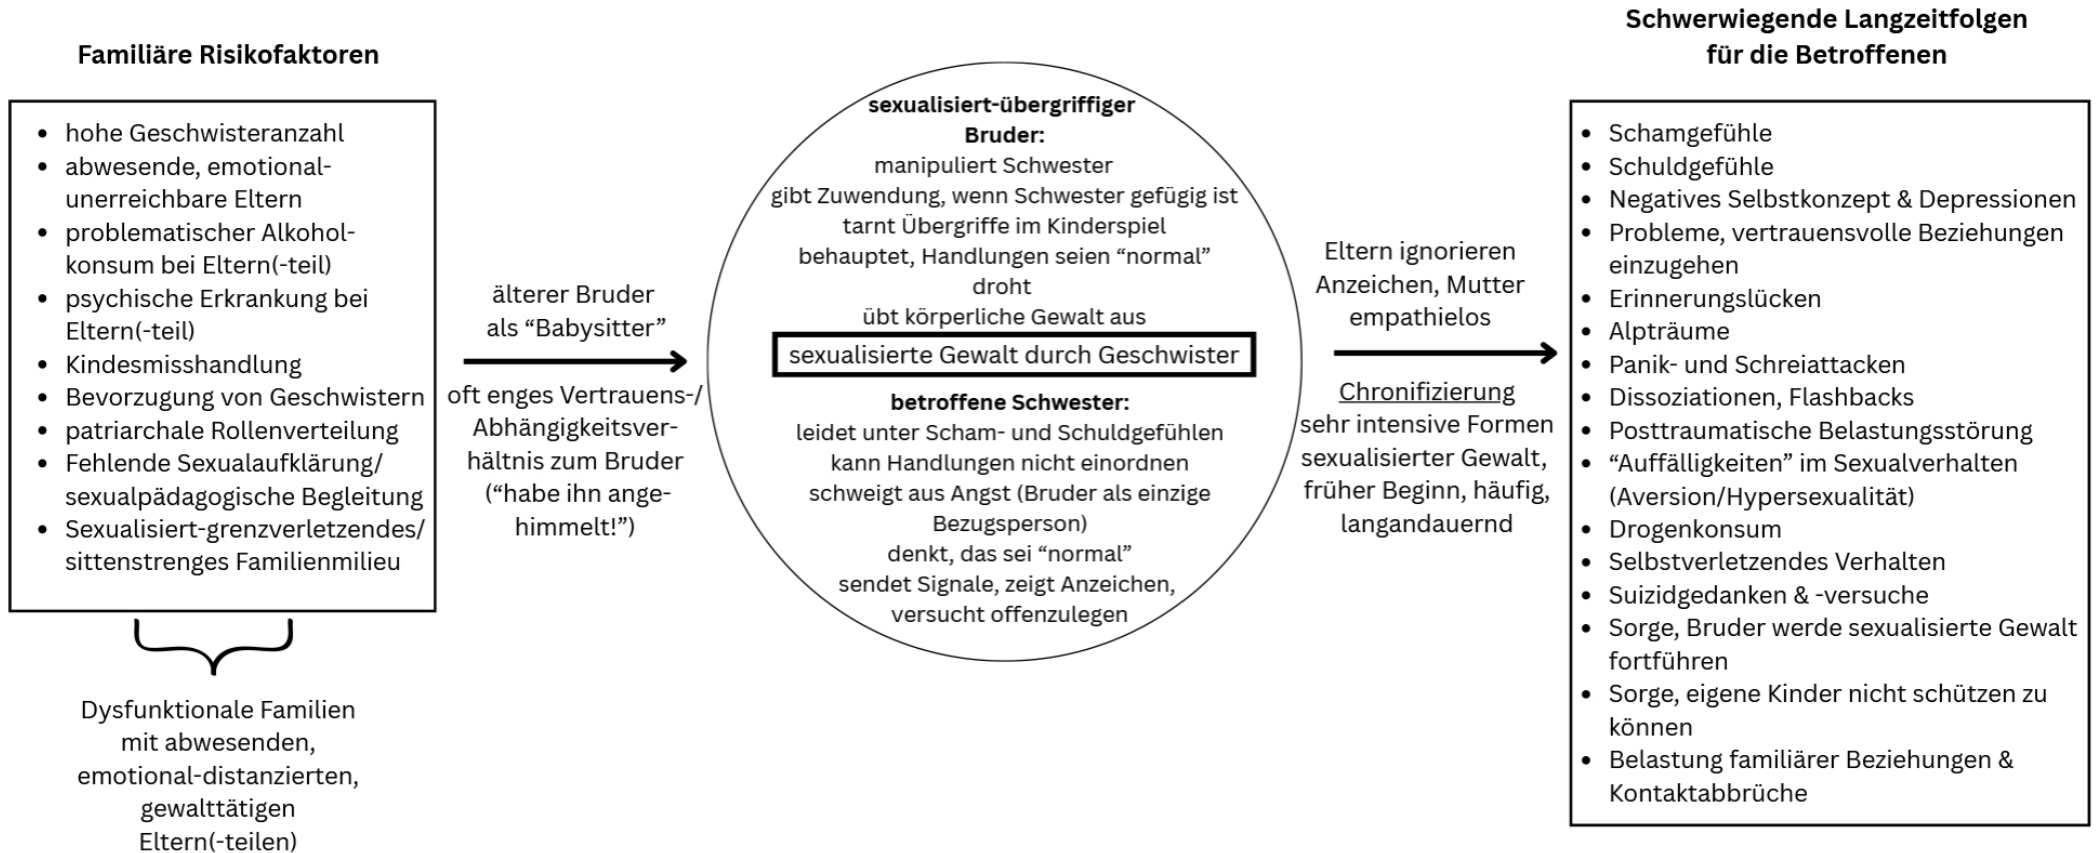 Familiäre Risikofaktoren
• hohe Geschwisteranzahl
• abwesende, emotional-
unerreichbare Eltern
• problematischer Alkohol-
konsum bei Eltern(-teil)
• psychische Erkrankung bei
Eltern(-teil)
• Kindesmisshandlung
• Bevorzugung von Geschwistern
• patriarchale Rollenverteilung
• Fehlende Sexualaufklärung/
sexualpädagogische Begleitung
• Sexualisiert-grenzverletzendes/
sittenstrenges Familienmilieu
Dysfunktionale Familien
mit abwesenden,
emotional-distanzierten,
gewalttätigen
Eltern(-teilen)
älterer Bruder
als “Babysitter”
oft enges Vertrauens-/
Abhängigkeitsver-
hältnis zum Bruder
(“habe ihn ange-
himmelt!”)
sexualisiert-übergriffiger
Bruder:
manipuliert Schwester
gibt Zuwendung, wenn Schwester gefügig ist
tarnt Übergriffe im Kinderspiel
behauptet, Handlungen seien “normal”
droht
übt körperliche Gewalt aus
sexualisierte Gewalt durch Geschwister
betroffene Schwester:
leidet unter Scham- und Schuldgefühlen
kann Handlungen nicht einordnen
schweigt aus Angst (Bruder als einzige
Bezugsperson)
denkt, das sei “normal”
sendet Signale, zeigt Anzeichen,
versucht offenzulegen
Eltern ignorieren
Anzeichen, Mutter
empathielos
Chronifizierung
sehr intensive Formen
sexualisierter Gewalt,
früher Beginn, häufig,
langandauernd
Schwerwiegende Langzeitfolgen
für die Betroffenen
• Schamgefühle
• Schuldgefühle
• Negatives Selbstkonzept & Depressionen
• Probleme, vertrauensvolle Beziehungen
einzugehen
• Erinnerungslücken
• Alpträume
• Panik- und Schreiattacken
• Dissoziationen, Flashbacks
• Posttraumatische Belastungsstörung
• “Auffälligkeiten” im Sexualverhalten
(Aversion/Hypersexualität)
• Drogenkonsum
• Selbstverletzendes Verhalten
• Suizidgedanken & -versuche
• Sorge, Bruder werde sexualisierte Gewalt
fortführen
• Sorge, eigene Kinder nicht schützen zu
können
• Belastung familiärer Beziehungen &
Kontaktabbrüche